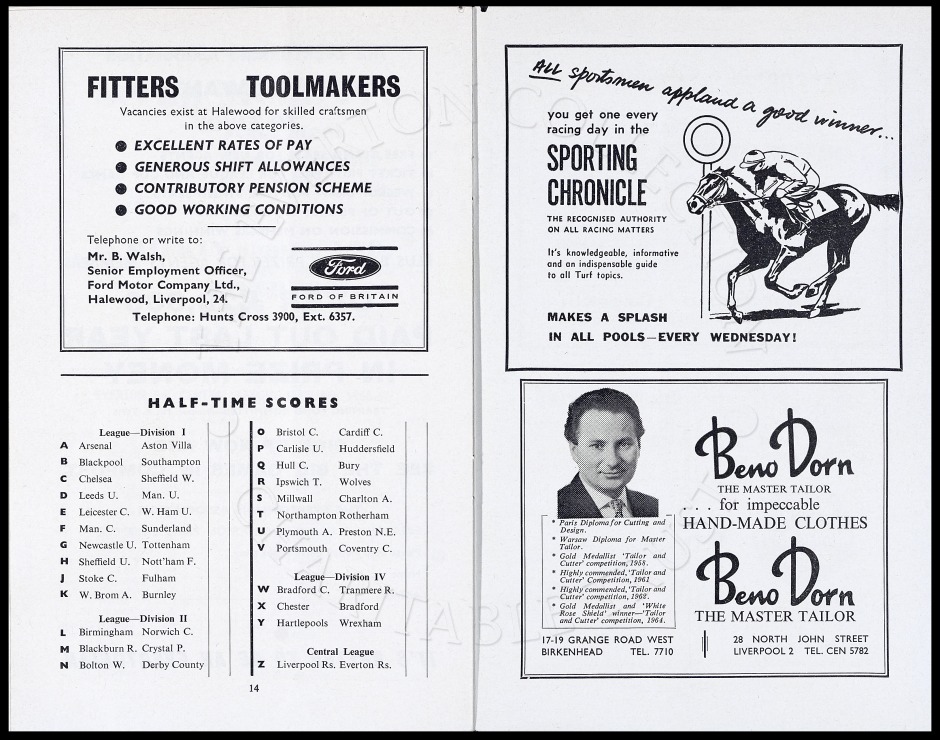 FITTERS TOOLMAKERS
Vacancies exist at Halewood for skilled craftsmen
in the above categories.
● EXCELLENT RATES OF PAY
● GENEROUS SHIFT ALLOWANCES
● CONTRIBUTORY PENSION SCHEME
● GOOD WORKING CONDITIONS
Telephone or write to:
Mr. B. Walsh,
Senior Employment Officer,
Ford Motor Company Ltd.,
Halewood, Liverpool, 24.
Telephone: Hunts Cross 3900, Ext. 6357.
Ford
FORD OF BRITAIN
HALF-TIME SCORES
League—Division I
A Arsenal Aston Villa
B Blackpool Southampton
C Chelsea Sheffield W.
D Leeds U. Man. U.
E Leicester C. W. Ham U.
F Man. C. Sunderland
G Newcastle U. Tottenham
H Sheffield U. Nott'ham F.
J Stoke C. Fulham
K W. Brom A. Burnley
League—Division II
L Birmingham Norwich C.
M Blackburn R. Crystal P.
N Bolton W. Derby County
O Bristol C. Cardiff C.
P Carlisle U. Huddersfield
Q Hull C. Bury
R Ipswich T. Wolves
S Millwall Charlton A.
T Northampton Rotherham
U Plymouth A. Preston N.E.
V Portsmouth Coventry C.
League—Division IV
W Bradford C. Tranmere R.
X Chester Bradford
Y Hartlepools Wrexham
Central League
Z Liverpool Rs. Everton Rs.
14
ALL sportsmen applaud a good winner...
you get one every
racing day in the
SPORTING
CHRONICLE
THE RECOGNISED AUTHORITY
ON ALL RACING MATTERS
It's knowledgeable, informative
and an indispensable guide
to all Turf topics.
1
MAKES A SPLASH
IN ALL POOLS—EVERY WEDNESDAY!
* Paris Diploma for Cutting and
Design.
* Warsaw Diploma for Master
Tailor.
* Gold Medallist 'Tailor and
Cutter' competition, 1958.
* Highly commended, 'Tailor and
Cutter' Competition, 1961
* Highly commended, 'Tailor and
Cutter' competition, 1962.
* Gold Medallist and 'White
Rose Shield' winner—'Tailor
and Cutter' competition, 1964.
Beno Dorn
THE MASTER TAILOR
. . . for impeccable
HAND-MADE CLOTHES
Beno Dorn
THE MASTER TAILOR
17-19 GRANGE ROAD WEST
BIRKENHEAD TEL. 7710
28 NORTH JOHN STREET
LIVERPOOL 2 TEL. CEN 5782